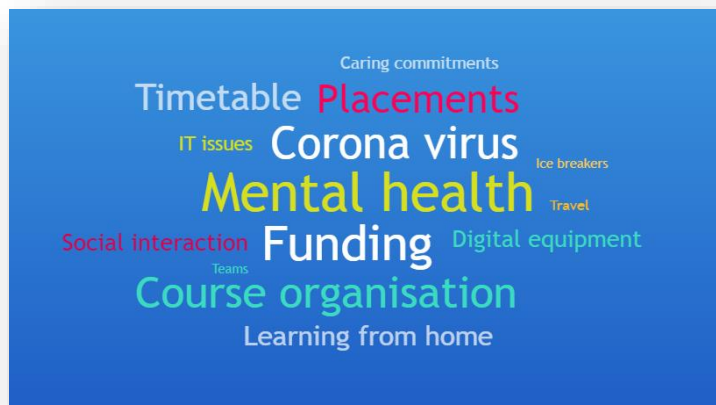 Caring commitments
Timetable Placements
IT issues Corona virus
Ice breakers
Mental health Travel
Social interaction Funding Digital equipment
Teams
Course organisation
Learning from home